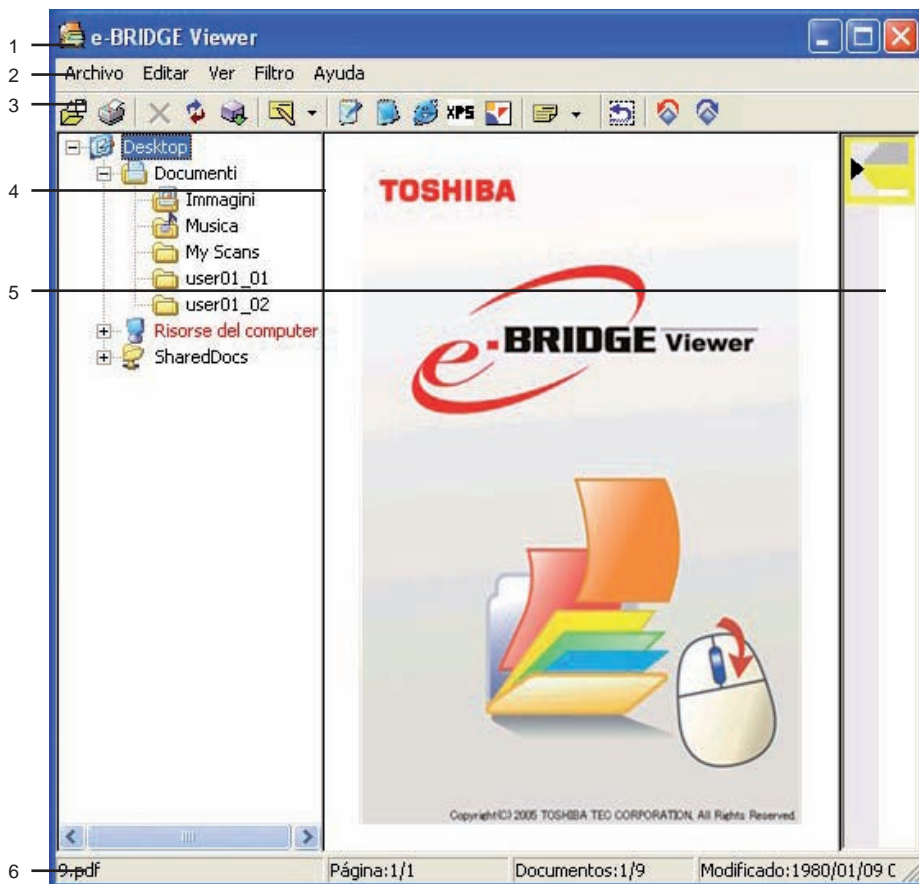 1
e-BRIDGE Viewer
2
Archivo Editar Ver Filtro Ayuda
3
XPS
Desktop
Documenti
4
Immagini
Musica
My Scans
5
user01_01
user01_02
Risorse del computer
SharedDocs
TOSHIBA
e-BRIDGE Viewer
Copyright(C) 2005 TOSHIBA TEC CORPORATION, All Rights Reserved.
6
9.pdf Página:1/1 Documentos:1/9 Modificado:1980/01/09 C